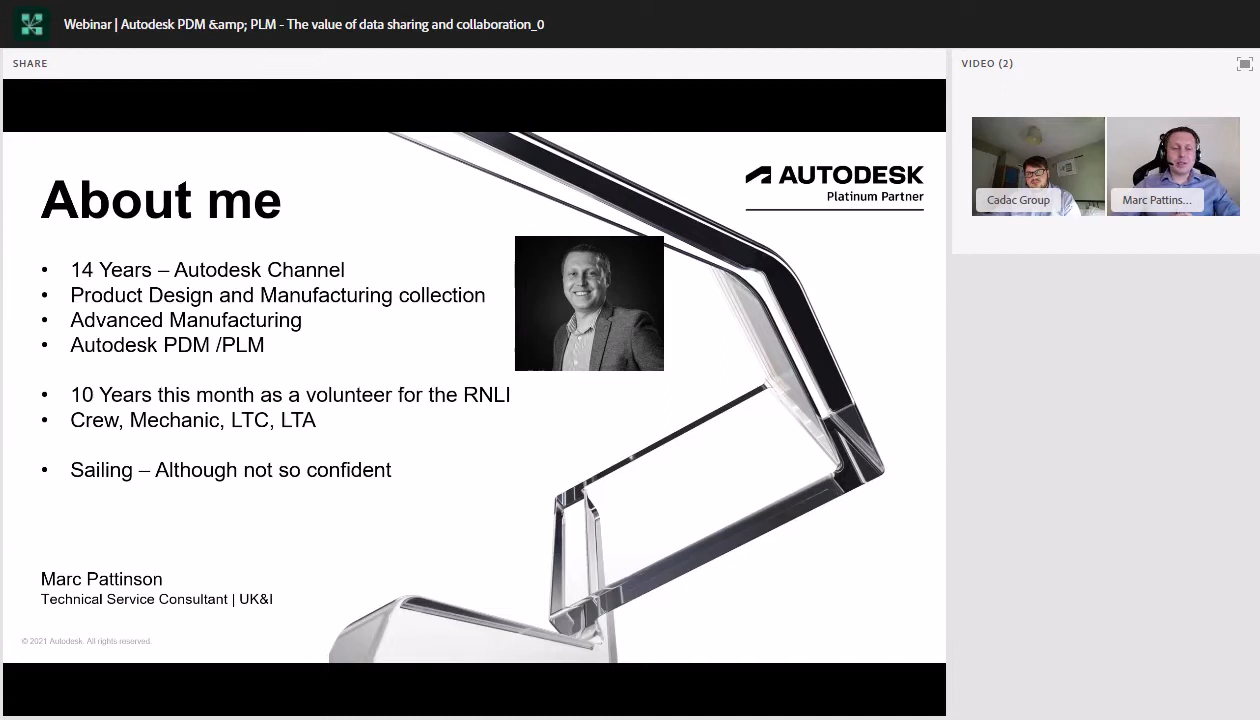 Webinar | Autodesk PDM &amp; PLM - The value of data sharing and collaboration_0
SHARE
VIDEO (2)
About me
AUTODESK
Platinum Partner
• 14 Years – Autodesk Channel
• Product Design and Manufacturing collection
• Advanced Manufacturing
• Autodesk PDM /PLM
• 10 Years this month as a volunteer for the RNLI
• Crew, Mechanic, LTC, LTA
• Sailing – Although not so confident
Marc Pattinson
Technical Service Consultant | UK&I
© 2021 Autodesk. All rights reserved.
Cadac Group
Marc Pattins...